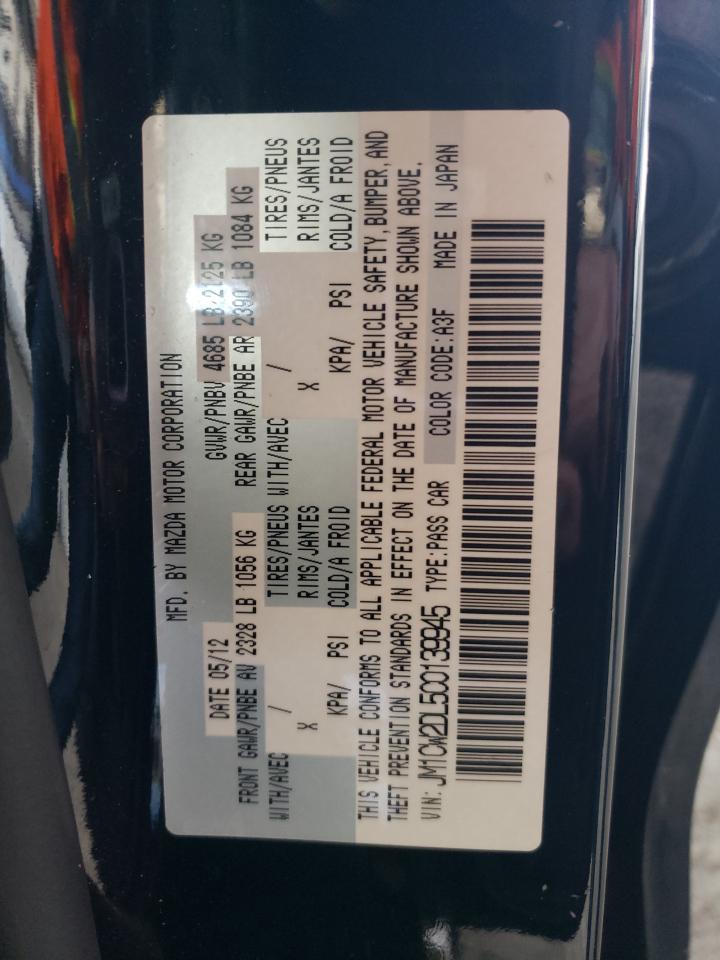 MFD. BY MAZDA MOTOR CORPORATION
DATE 05/12 GVWR/PNBV 4685 LB:2125 KG
FRONT GAWR/PNBE AV 2328 LB 1056 KG REAR GAWR/PNBE AR 2390 LB 1084 KG
WITH/AVEC / TIRES/PNEUS WITH/AVEC / TIRES/PNEUS
X RIMS/JANTES X RIMS/JANTES
KPA/ PSI COLD/A FROID KPA/ PSI COLD/A FROID
THIS VEHICLE CONFORMS TO ALL APPLICABLE FEDERAL MOTOR VEHICLE SAFETY, BUMPER, AND
THEFT PREVENTION STANDARDS IN EFFECT ON THE DATE OF MANUFACTURE SHOWN ABOVE.
VIN: JM1CW2DL5C0139945 TYPE:PASS CAR COLOR CODE:A3F MADE IN JAPAN